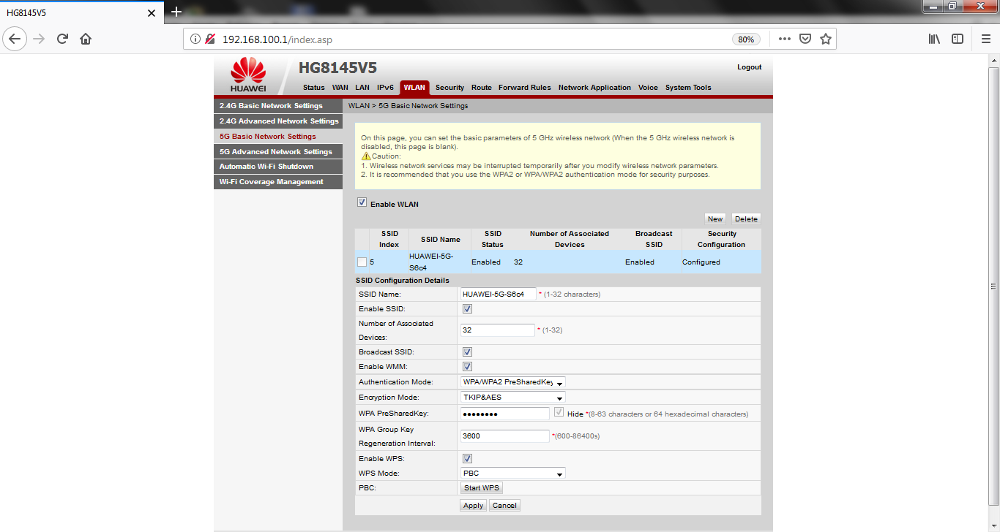 HG8145V5
192.168.100.1/index.asp
80%
HUAWEI
HG8145V5
Logout
Status WAN LAN IPv6 WLAN Security Route Forward Rules Network Application Voice System Tools
2.4G Basic Network Settings
2.4G Advanced Network Settings
5G Basic Network Settings
5G Advanced Network Settings
Automatic Wi-Fi Shutdown
Wi-Fi Coverage Management
WLAN > 5G Basic Network Settings
On this page, you can set the basic parameters of 5 GHz wireless network (When the 5 GHz wireless network is
disabled, this page is blank).
Caution:
1. Wireless network services may be interrupted temporarily after you modify wireless network parameters.
2. It is recommended that you use the WPA2 or WPA/WPA2 authentication mode for security purposes.
Enable WLAN
New Delete
SSID Index SSID Name SSID Status Number of Associated Devices Broadcast SSID Security Configuration
5 HUAWEI-5G-S6c4 Enabled 32 Enabled Configured
SSID Configuration Details
SSID Name: HUAWEI-5G-S6c4 * (1-32 characters)
Enable SSID:
Number of Associated
Devices: 32 * (1-32)
Broadcast SSID:
Enable WMM:
Authentication Mode: WPA/WPA2 PreSharedKey
Encryption Mode: TKIP&AES
WPA PreSharedKey: ●●●●●●●● Hide *(8-63 characters or 64 hexadecimal characters)
WPA Group Key
Regeneration Interval: 3600 *(600-86400s)
Enable WPS:
WPS Mode: PBC
PBC: Start WPS
Apply Cancel